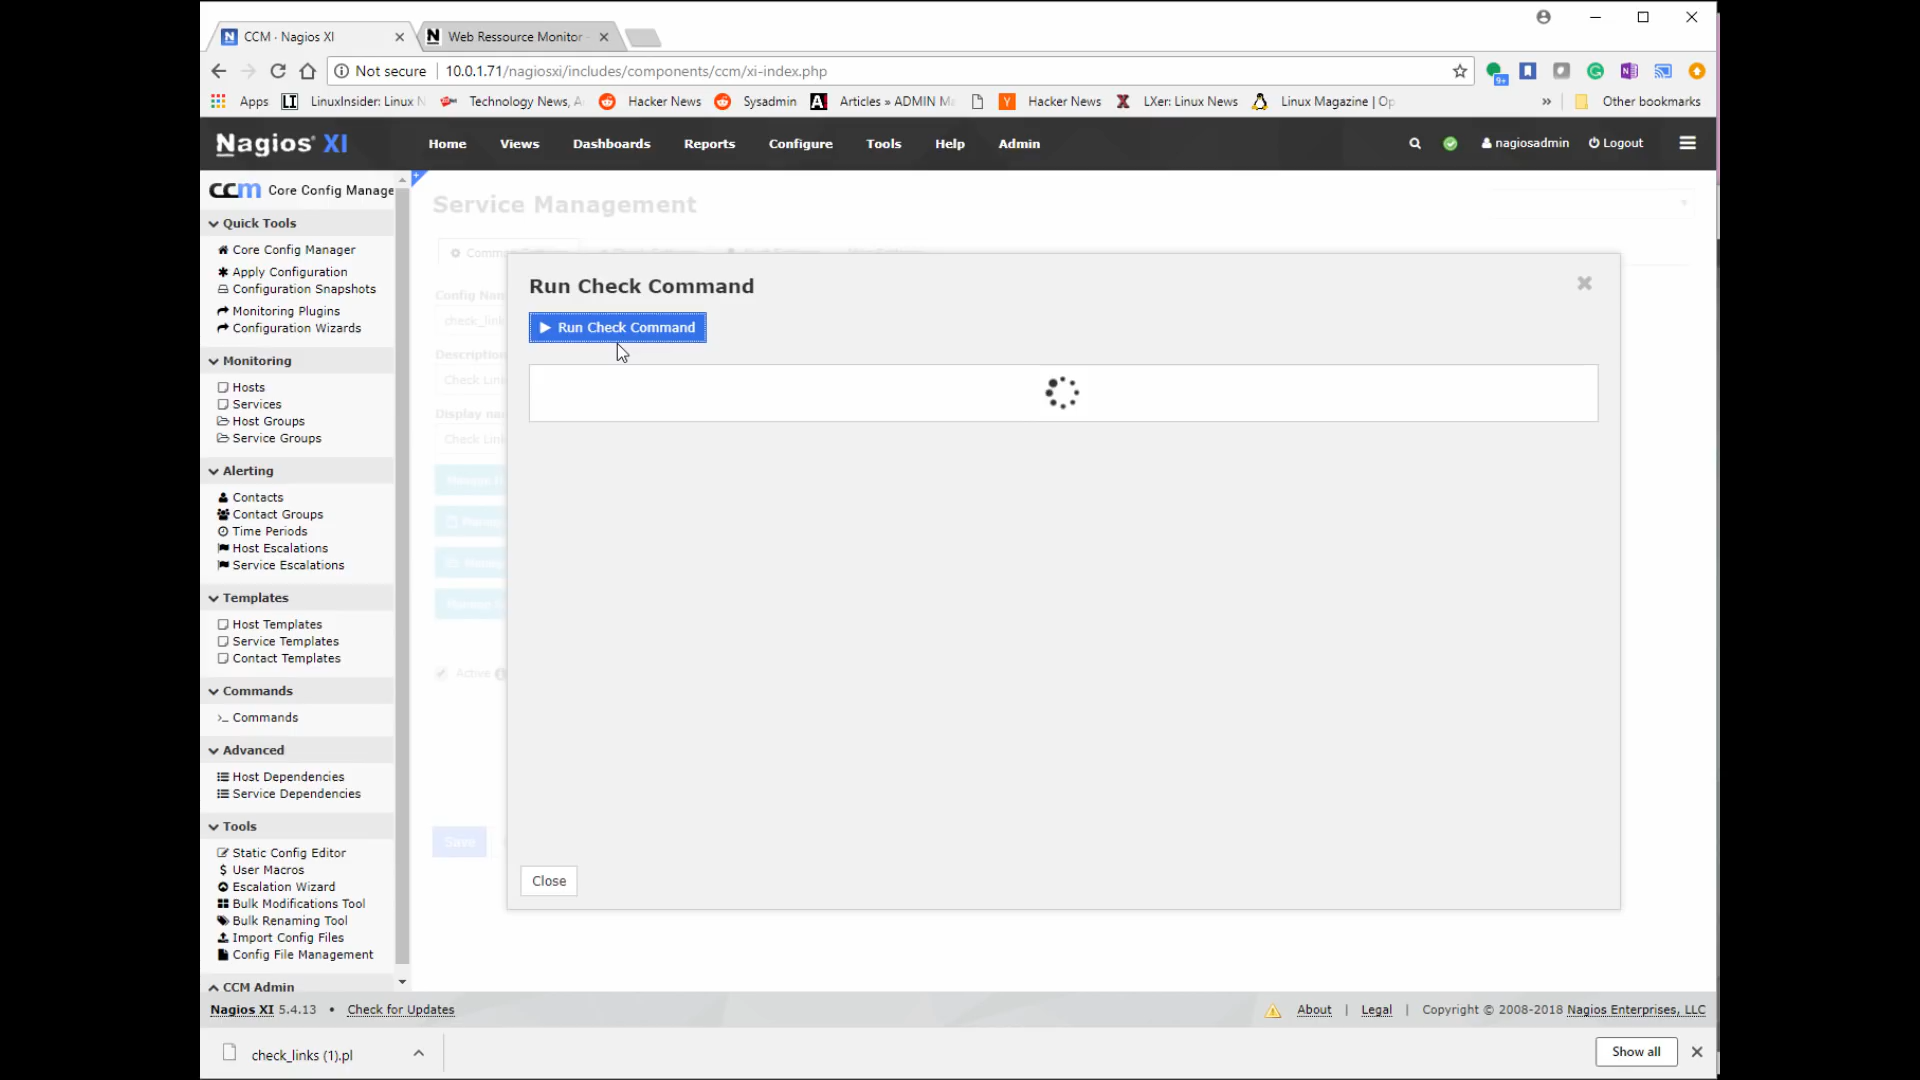 CCM · Nagios XI
Web Ressource Monitor -
Not secure
10.0.1.71/nagiosxi/includes/components/ccm/xi-index.php
9+
Apps
LI LinuxInsider: Linux N
Technology News, A
Hacker News
Sysadmin
A Articles » ADMIN Ma
Y Hacker News
X LXer: Linux News
Linux Magazine | Op
»
Other bookmarks
Nagios® XI
Home
Views
Dashboards
Reports
Configure
Tools
Help
Admin
nagiosadmin
Logout
ccm Core Config Manage
Quick Tools
Core Config Manager
Apply Configuration
Configuration Snapshots
Monitoring Plugins
Configuration Wizards
Monitoring
Hosts
Services
Host Groups
Service Groups
Alerting
Contacts
Contact Groups
Time Periods
Host Escalations
Service Escalations
Templates
Host Templates
Service Templates
Contact Templates
Commands
>_ Commands
Advanced
Host Dependencies
Service Dependencies
Tools
Static Config Editor
$ User Macros
Escalation Wizard
Bulk Modifications Tool
Bulk Renaming Tool
Import Config Files
Config File Management
CCM Admin
Service Management
Config Nam
check_link
Description
Check Link
Display na
Check Link
Manage
Active
Save
Run Check Command
Run Check Command
Close
Nagios XI 5.4.13 • Check for Updates
About | Legal | Copyright © 2008-2018 Nagios Enterprises, LLC
check_links (1).pl
Show all